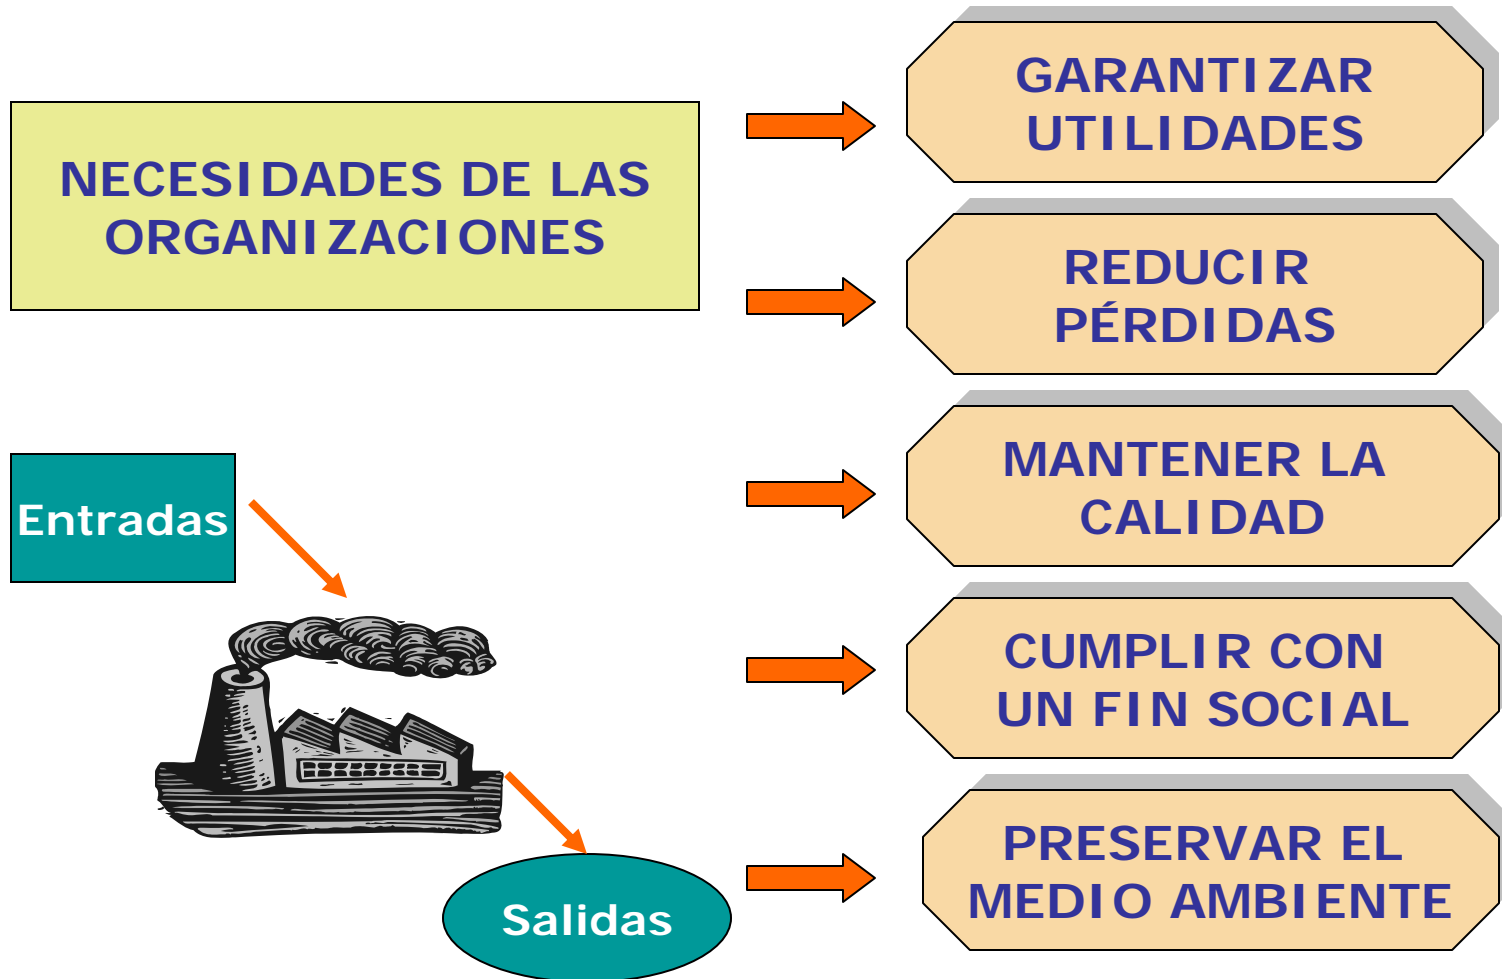 NECESIDADES DE LAS
ORGANIZACIONES
GARANTIZAR
UTILIDADES
REDUCIR
PÉRDIDAS
MANTENER LA
CALIDAD
CUMPLIR CON
UN FIN SOCIAL
PRESERVAR EL
MEDIO AMBIENTE
Entradas
Salidas